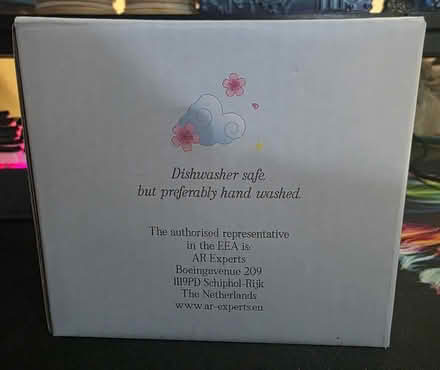 Dishwasher safe.
but preferably hand washed.
The authorised representative
in the EEA is:
AR Experts
Boeingavenue 209
1119PD Schiphol-Rijk
The Netherlands
www.ar-experts.eu